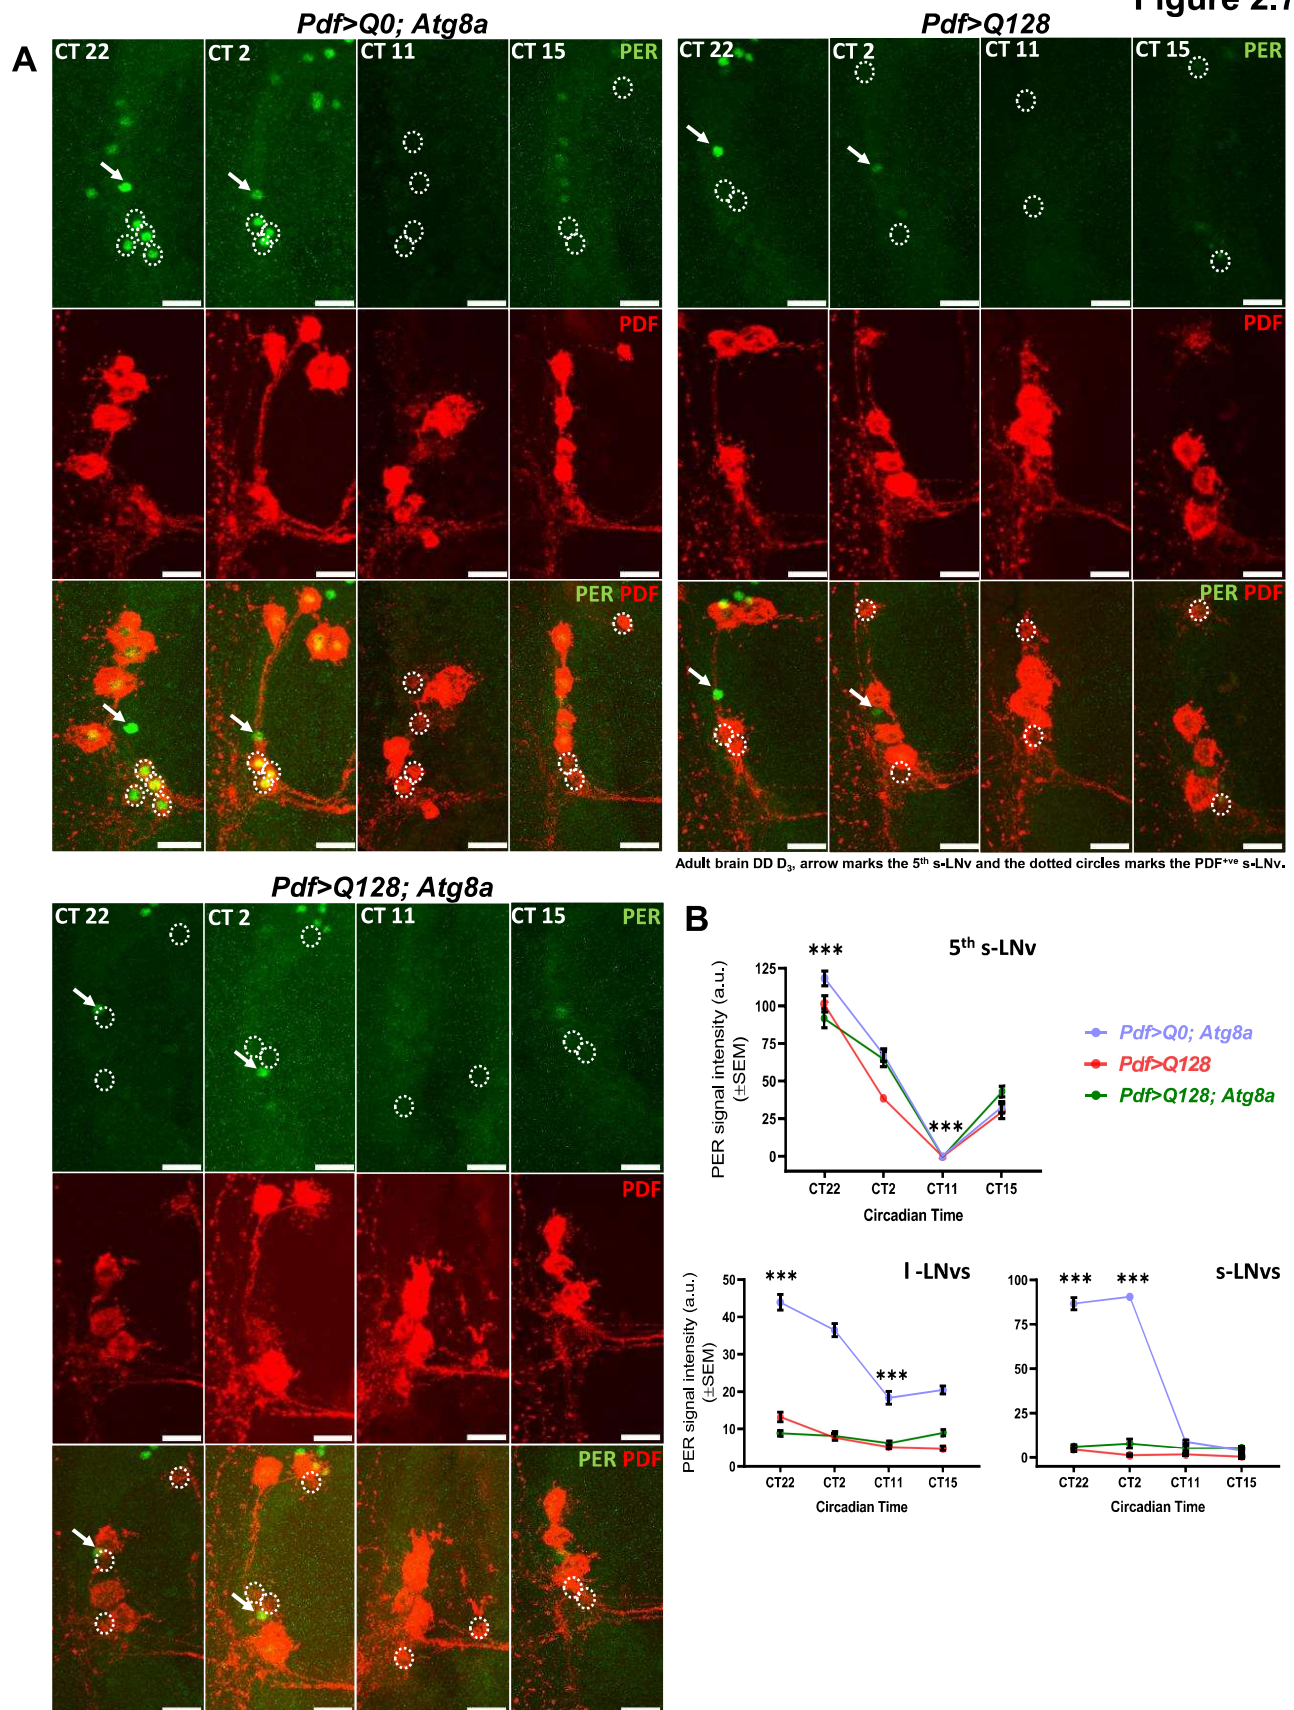 Figure 2.7
Pdf>Q0; Atg8a
Pdf>Q128
A
CT 22
CT 2
CT 11
CT 15
PER
CT 22
CT 2
CT 11
CT 15
PER
PDF
PDF
PER PDF
PER PDF
Adult brain DD D3, arrow marks the 5th s-LNv and the dotted circles marks the PDF+ve s-LNv.
Pdf>Q128; Atg8a
CT 22
CT 2
CT 11
CT 15
PER
PDF
PER PDF
B
***
5th s-LNv
PER signal intensity (a.u.)
(±SEM)
125
100
75
50
25
0
***
CT22
CT2
CT11
CT15
Circadian Time
Pdf>Q0; Atg8a
Pdf>Q128
Pdf>Q128; Atg8a
l -LNvs
PER signal intensity (a.u.)
(±SEM)
50
40
30
20
10
0
***
***
CT22
CT2
CT11
CT15
Circadian Time
s-LNvs
100
75
50
25
0
***
***
CT22
CT2
CT11
CT15
Circadian Time